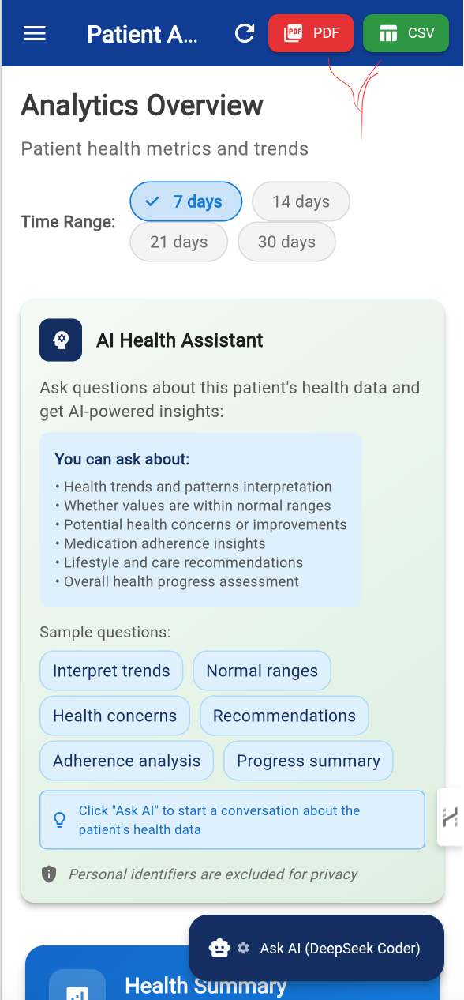 Patient A...
PDF PDF
CSV
Analytics Overview
Patient health metrics and trends
Time Range:
7 days
14 days
21 days
30 days
AI Health Assistant
Ask questions about this patient's health data and
get AI-powered insights:
You can ask about:
• Health trends and patterns interpretation
• Whether values are within normal ranges
• Potential health concerns or improvements
• Medication adherence insights
• Lifestyle and care recommendations
• Overall health progress assessment
Sample questions:
Interpret trends
Normal ranges
Health concerns
Recommendations
Adherence analysis
Progress summary
Click "Ask AI" to start a conversation about the
patient's health data
Personal identifiers are excluded for privacy
Ask AI (DeepSeek Coder)
Health Summary